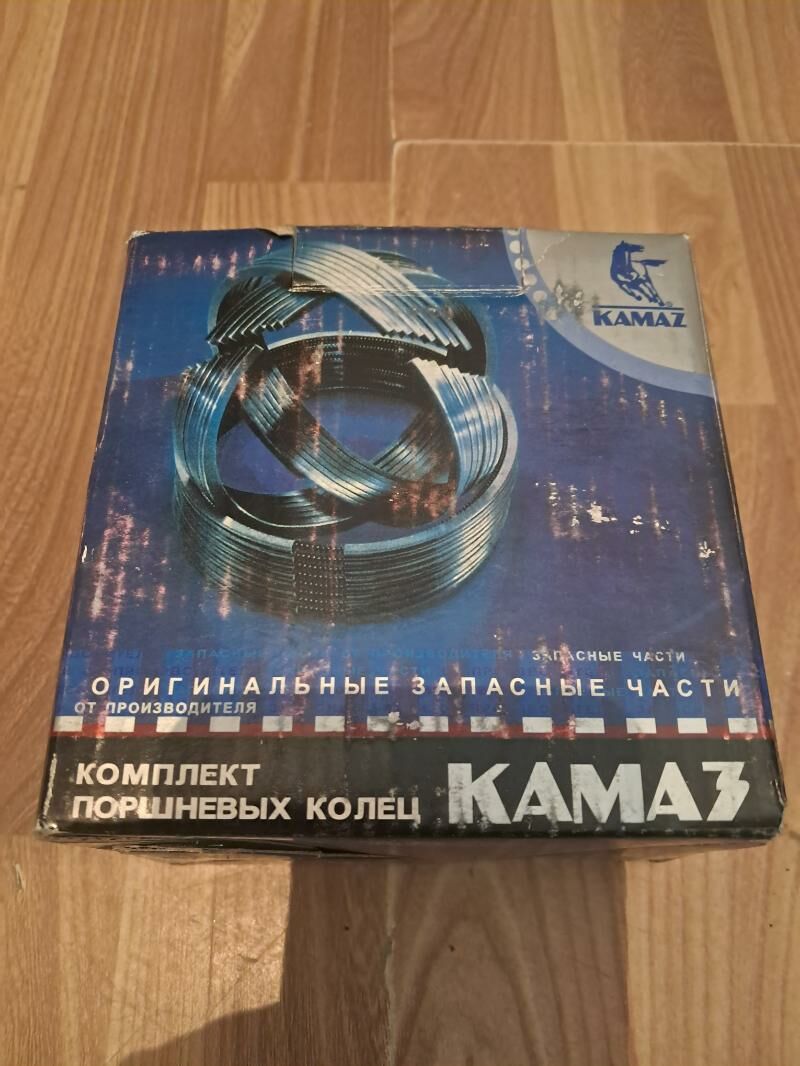 KAMAZ
ЗАПАСНЫЕ ЧАСТИ
ОРИГИНАЛЬНЫЕ ЗАПАСНЫЕ ЧАСТИ
ОТ ПРОИЗВОДИТЕЛЯ
КОМПЛЕКТ
ПОРШНЕВЫХ КОЛЕЦ
КАМАЗ